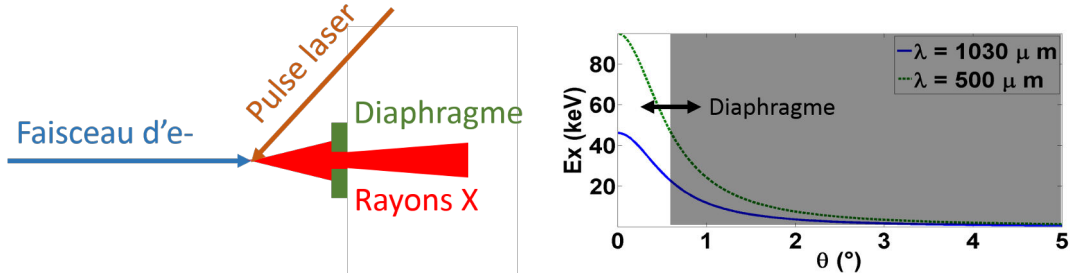 Pulse laser
Diaphragme
Faisceau d'e-
Rayons X
Ex (keV)
80
60
40
20
λ = 1030 μ m
λ = 500 μ m
Diaphragme
0
1
2
3
4
5
θ (°)